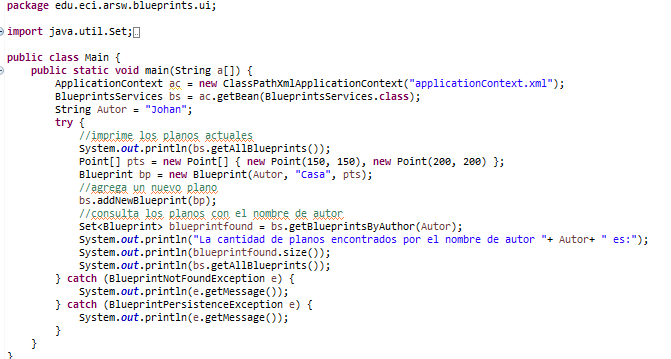 package edu.eci.arsw.blueprints.ui;
import java.util.Set;
public class Main {
public static void main(String a[]) {
ApplicationContext ac = new ClassPathXmlApplicationContext("applicationContext.xml");
BlueprintsServices bs = ac.getBean(BlueprintsServices.class);
String Autor = "Johan";
try {
//imprime los planos actuales
System.out.println(bs.getAllBlueprints());
Point[] pts = new Point[] { new Point(150, 150), new Point(200, 200) };
Blueprint bp = new Blueprint(Autor, "Casa", pts);
//agrega un nuevo plano
bs.addNewBlueprint(bp);
//consulta los planos con el nombre de autor
Set<Blueprint> blueprintfound = bs.getBlueprintsByAuthor(Autor);
System.out.println("La cantidad de planos encontrados por el nombre de autor "+ Autor+ " es:");
System.out.println(blueprintfound.size());
System.out.println(bs.getAllBlueprints());
} catch (BlueprintNotFoundException e) {
System.out.println(e.getMessage());
} catch (BlueprintPersistenceException e) {
System.out.println(e.getMessage());
}
}
}